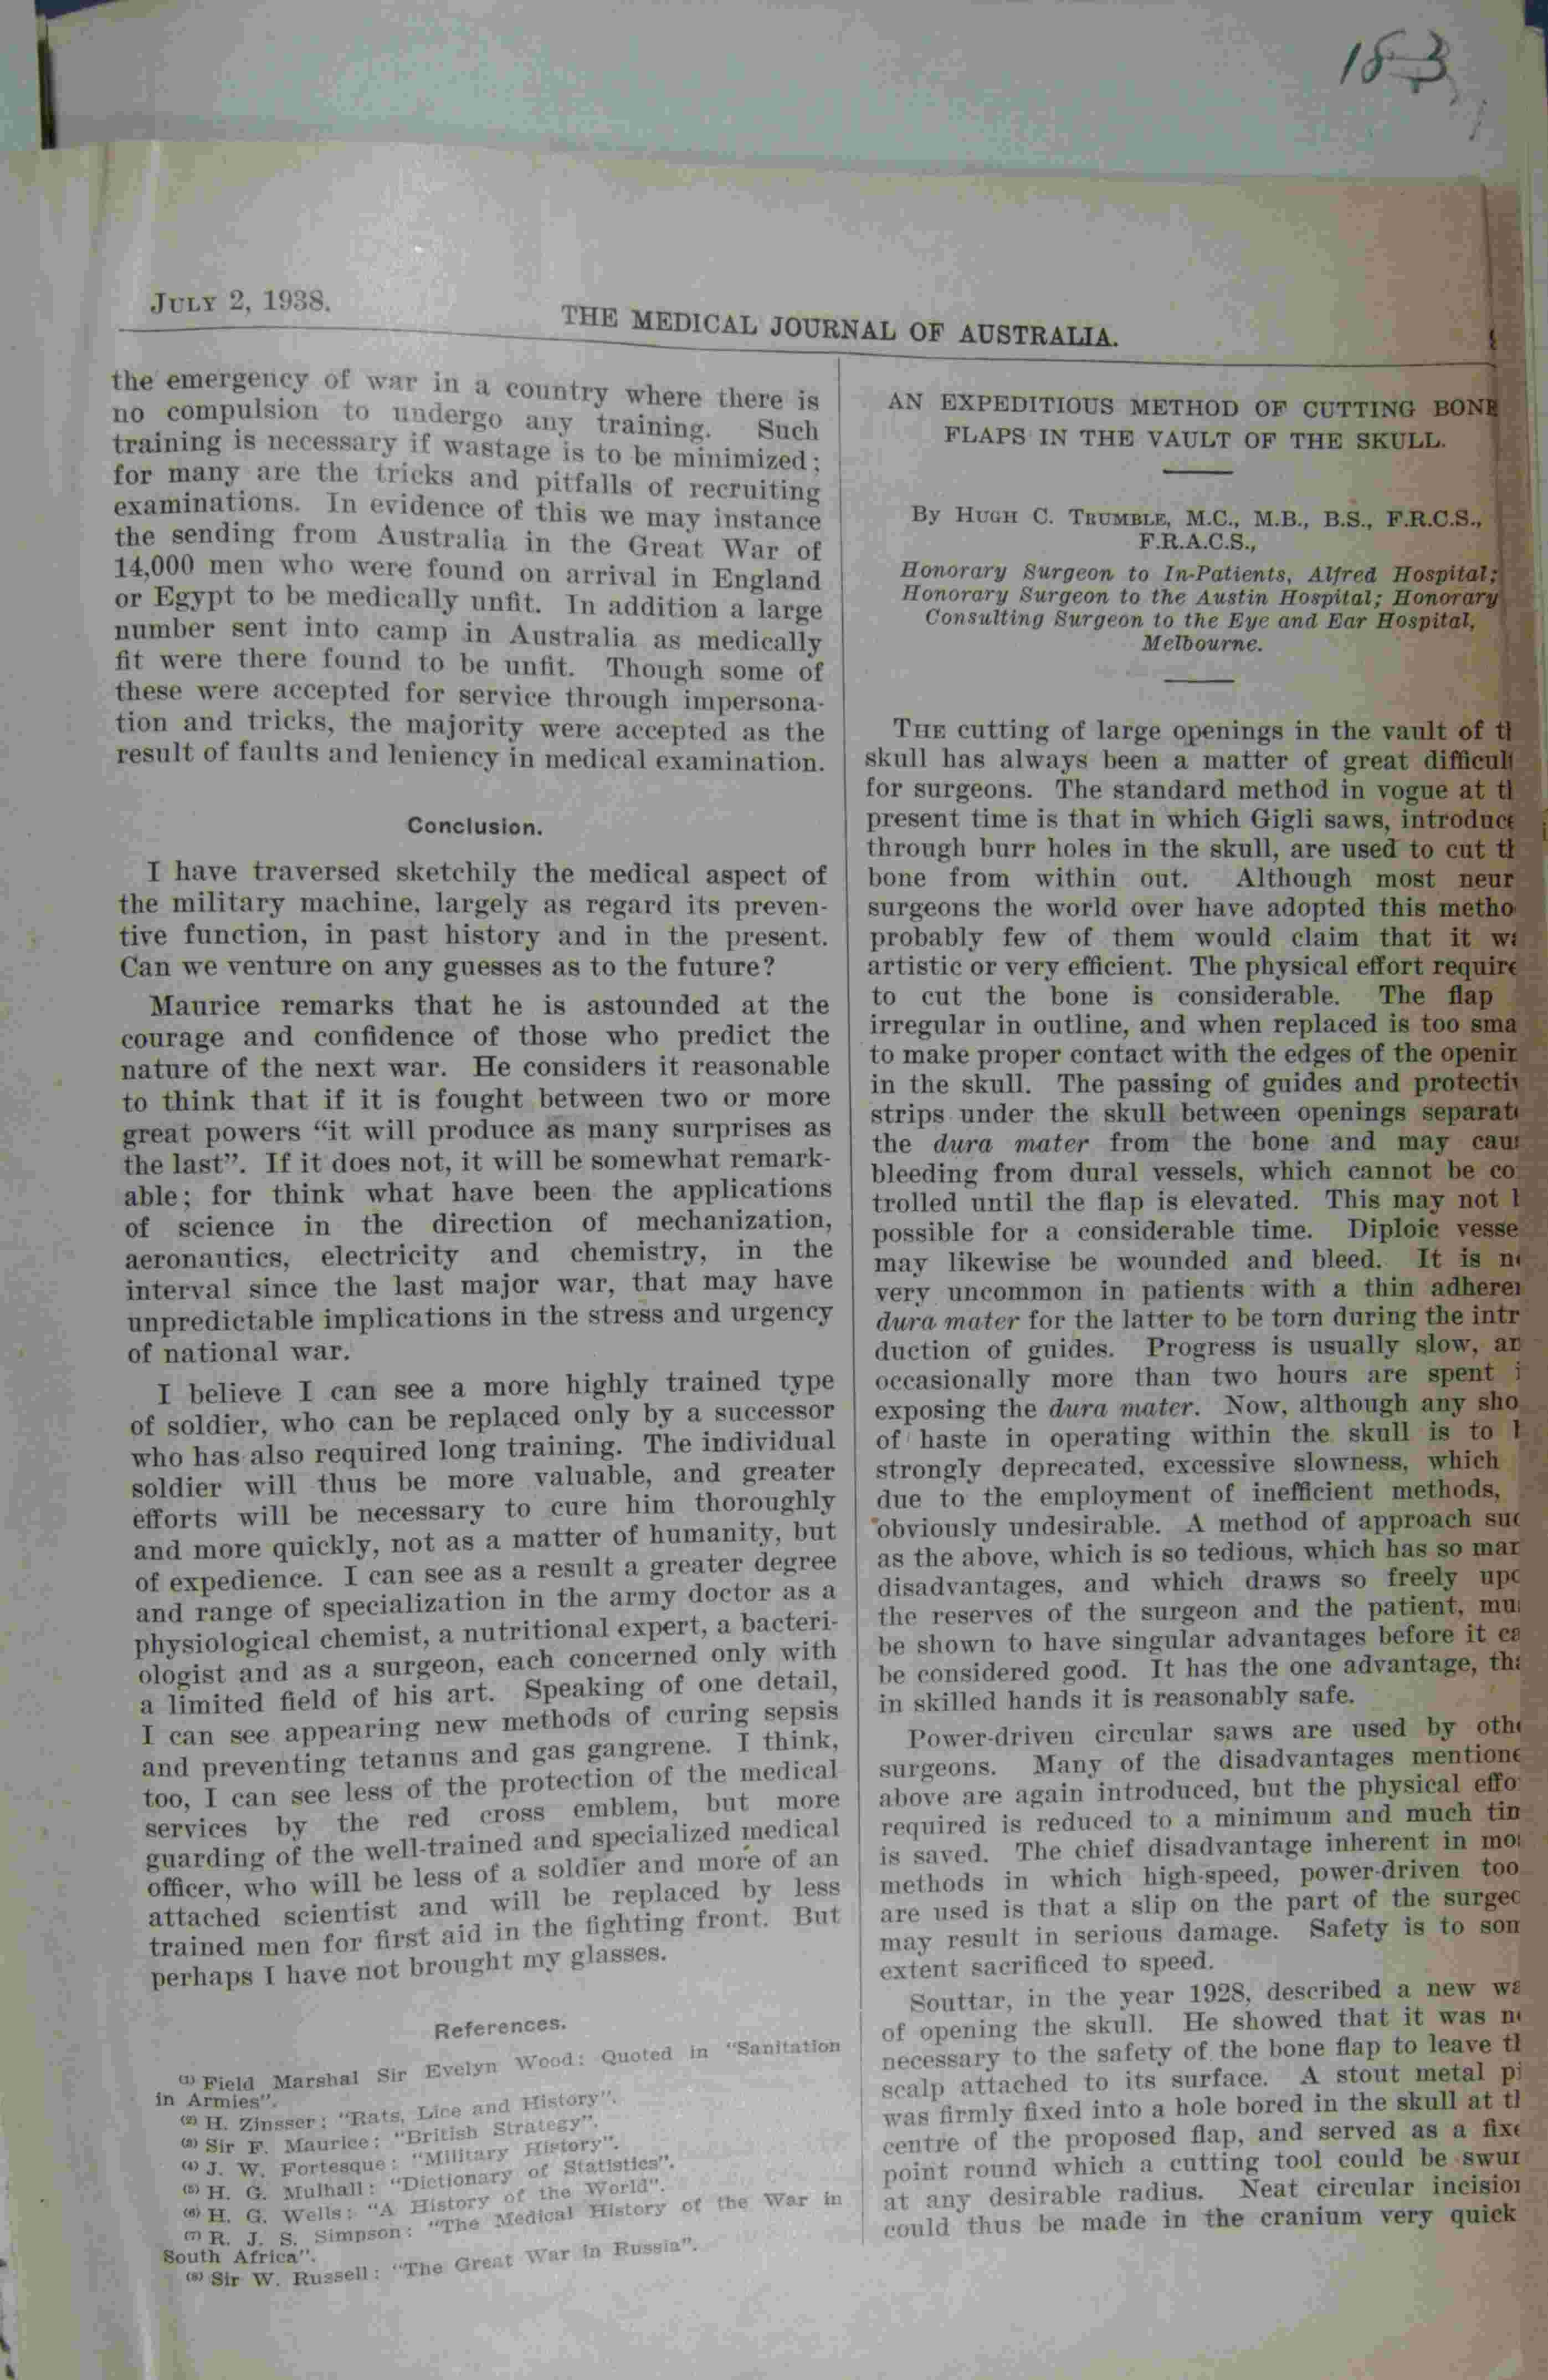 183
JULY 2, 1938.
THE MEDICAL JOURNAL OF AUSTRALIA.
the emergency of war in a country where there is
no compulsion to undergo any training. Such
training is necessary if wastage is to be minimized;
for many are the tricks and pitfalls of recruiting
examinations. In evidence of this we may instance
the sending from Australia in the Great War of
14,000 men who were found on arrival in England
or Egypt to be medically unfit. In addition a large
number sent into camp in Australia as medically
fit were there found to be unfit. Though some of
these were accepted for service through impersona-
tion and tricks, the majority were accepted as the
result of faults and leniency in medical examination.
Conclusion.
I have traversed sketchily the medical aspect of
the military machine, largely as regard its preven-
tive function, in past history and in the present.
Can we venture on any guesses as to the future?
Maurice remarks that he is astounded at the
courage and confidence of those who predict the
nature of the next war. He considers it reasonable
to think that if it is fought between two or more
great powers "it will produce as many surprises as
the last". If it does not, it will be somewhat remark-
able; for think what have been the applications
of science in the direction of mechanization,
aeronautics, electricity and chemistry, in the
interval since the last major war, that may have
unpredictable implications in the stress and urgency
of national war.
I believe I can see a more highly trained type
of soldier, who can be replaced only by a successor
who has also required long training. The individual
soldier will thus be more valuable, and greater
efforts will be necessary to cure him thoroughly
and more quickly, not as a matter of humanity, but
of expedience. I can see as a result a greater degree
and range of specialization in the army doctor as a
physiological chemist, a nutritional expert, a bacteri-
ologist and as a surgeon, each concerned only with
a limited field of his art. Speaking of one detail,
I can see appearing new methods of curing sepsis
and preventing tetanus and gas gangrene. I think,
too, I can see less of the protection of the medical
services by the red cross emblem, but more
guarding of the well-trained and specialized medical
officer, who will be less of a soldier and more of an
attached scientist and will be replaced by less
trained men for first aid in the fighting front. But
perhaps I have not brought my glasses.
References.
(1) Field Marshal Sir Evelyn Wood: Quoted in "Sanitation
in Armies".
(2) H. Zinsser: "Rats, Lice and History".
(3) Sir F. Maurice: "British Strategy".
(4) J. W. Fortesque: "Military History".
(5) H. G. Mulhall: "Dictionary of Statistics".
(6) H. G. Wells: "A History of the World".
(7) R. J. S. Simpson: "The Medical History of the War in
South Africa".
(8) Sir W. Russell: "The Great War in Russia".
AN EXPEDITIOUS METHOD OF CUTTING BONE
FLAPS IN THE VAULT OF THE SKULL.
By HUGH C. TRUMBLE, M.C., M.B., B.S., F.R.C.S.,
F.R.A.C.S.,
Honorary Surgeon to In-Patients, Alfred Hospital;
Honorary Surgeon to the Austin Hospital; Honorary
Consulting Surgeon to the Eye and Ear Hospital,
Melbourne.
THE cutting of large openings in the vault of t
skull has always been a matter of great difficul
for surgeons. The standard method in vogue at t
present time is that in which Gigli saws, introduce
through burr holes in the skull, are used to cut t
bone from within out. Although most neur
surgeons the world over have adopted this metho
probably few of them would claim that it wa
artistic or very efficient. The physical effort require
to cut the bone is considerable. The flap
irregular in outline, and when replaced is too sma
to make proper contact with the edges of the openin
in the skull. The passing of guides and protectiv
strips under the skull between openings separate
the dura mater from the bone and may cau
bleeding from dural vessels, which cannot be co
trolled until the flap is elevated. This may not
possible for a considerable time. Diploic vesse
may likewise be wounded and bleed. It is n
very uncommon in patients with a thin adheren
dura mater for the latter to be torn during the intr
duction of guides. Progress is usually slow, an
occasionally more than two hours are spent i
exposing the dura mater. Now, although any sho
of haste in operating within the skull is to
strongly deprecated, excessive slowness, which
due to the employment of inefficient methods,
obviously undesirable. A method of approach suc
as the above, which is so tedious, which has so man
disadvantages, and which draws so freely upo
the reserves of the surgeon and the patient, mu
be shown to have singular advantages before it ca
be considered good. It has the one advantage, tha
in skilled hands it is reasonably safe.
Power-driven circular saws are used by othe
surgeons. Many of the disadvantages mentione
above are again introduced, but the physical effo
required is reduced to a minimum and much tim
is saved. The chief disadvantage inherent in mo
methods in which high-speed, power-driven too
are used is that a slip on the part of the surgeo
may result in serious damage. Safety is to som
extent sacrificed to speed.
Souttar, in the year 1928, described a new wa
of opening the skull. He showed that it was n
necessary to the safety of the bone flap to leave t
scalp attached to its surface. A stout metal pi
was firmly fixed into a hole bored in the skull at t
centre of the proposed flap, and served as a fixe
point round which a cutting tool could be swun
at any desirable radius. Neat circular incision
could thus be made in the cranium very quick